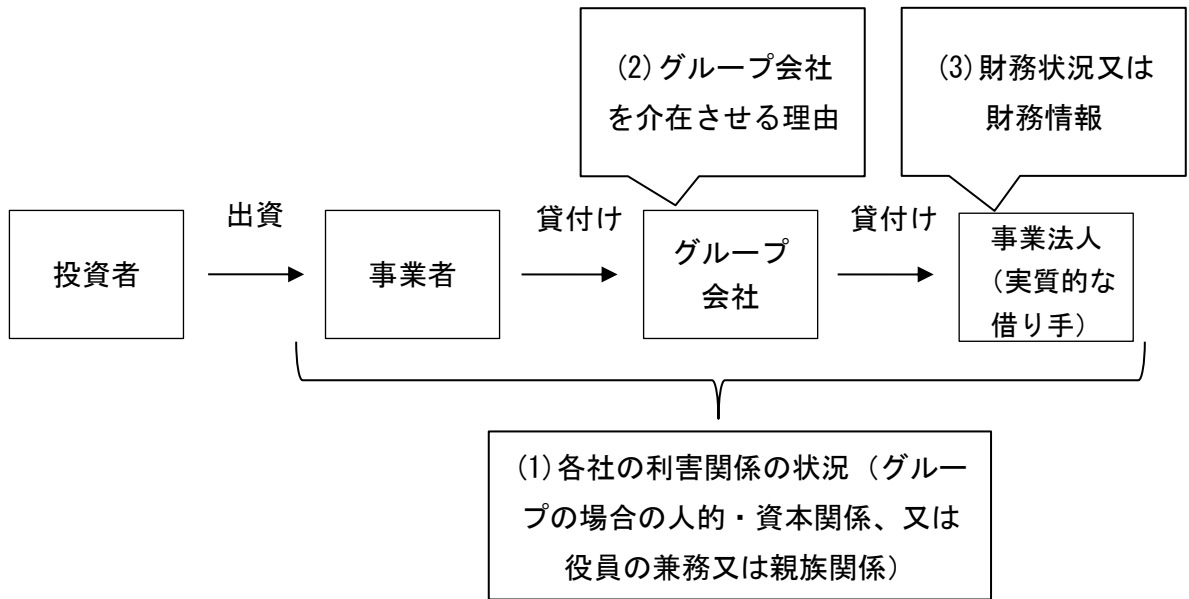 (2)グループ会社
を介在させる理由
(3)財務状況又は
財務情報
出資
貸付け
貸付け
投資者
事業者
グループ
会社
事業法人
（実質的な
借り手）
(1)各社の利害関係の状況（グルー
プの場合の人的・資本関係、又は
役員の兼務又は親族関係）